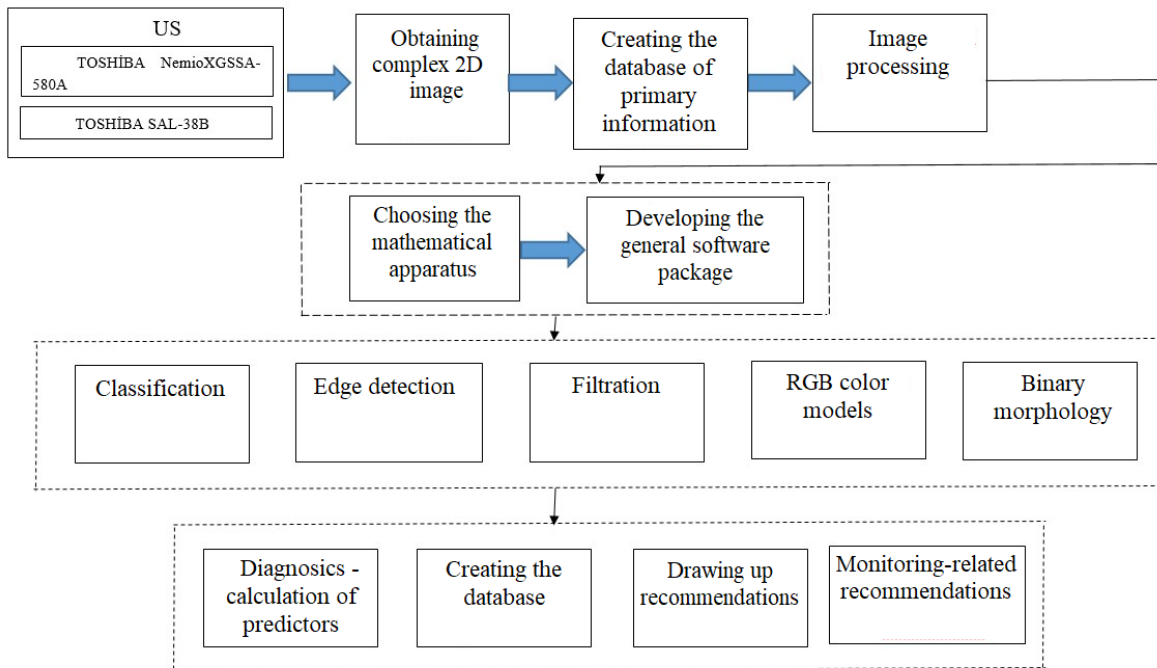 US
TOSHİBA NemioXGSSA-
580A
TOSHİBA SAL-38B
Obtaining
complex 2D
image
Creating the
database of
primary
information
Image
processing
Choosing the
mathematical
apparatus
Developing the
general software
package
Classification
Edge detection
Filtration
RGB color
models
Binary
morphology
Diagnosics -
calculation of
predictors
Creating the
database
Drawing up
recommendations
Monitoring-related
recommendations